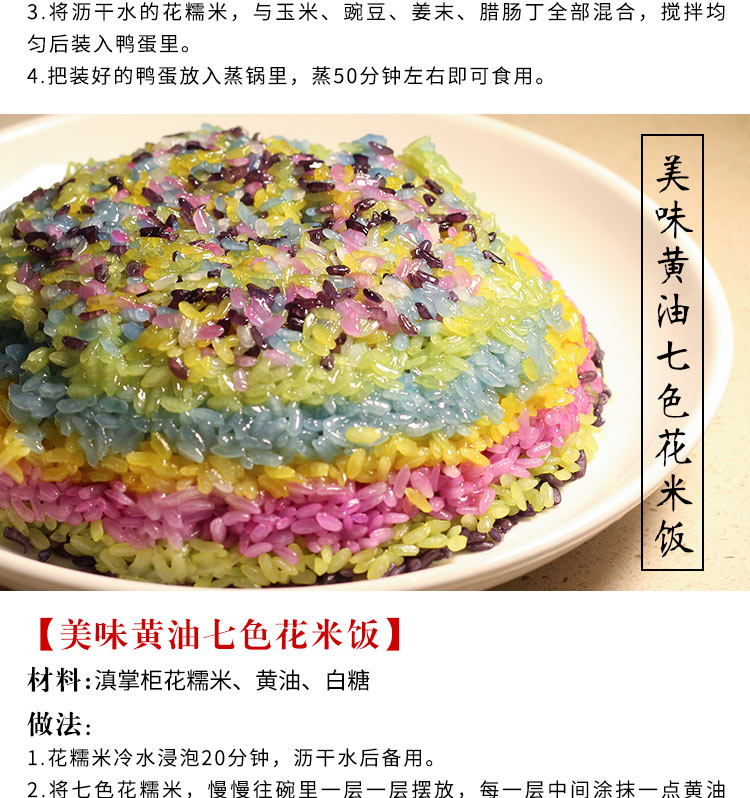 3.将沥干水的花糯米，与玉米、豌豆、姜末、腊肠丁全部混合，搅拌均
匀后装入鸭蛋里。
4.把装好的鸭蛋放入蒸锅里，蒸50分钟左右即可食用。
美味黄油七色花米饭
【美味黄油七色花米饭】
材料:滇掌柜花糯米、黄油、白糖
做法:
1.花糯米冷水浸泡20分钟，沥干水后备用。
2.将七色花糯米，慢慢往碗里一层一层摆放，每一层中间涂抹一点黄油